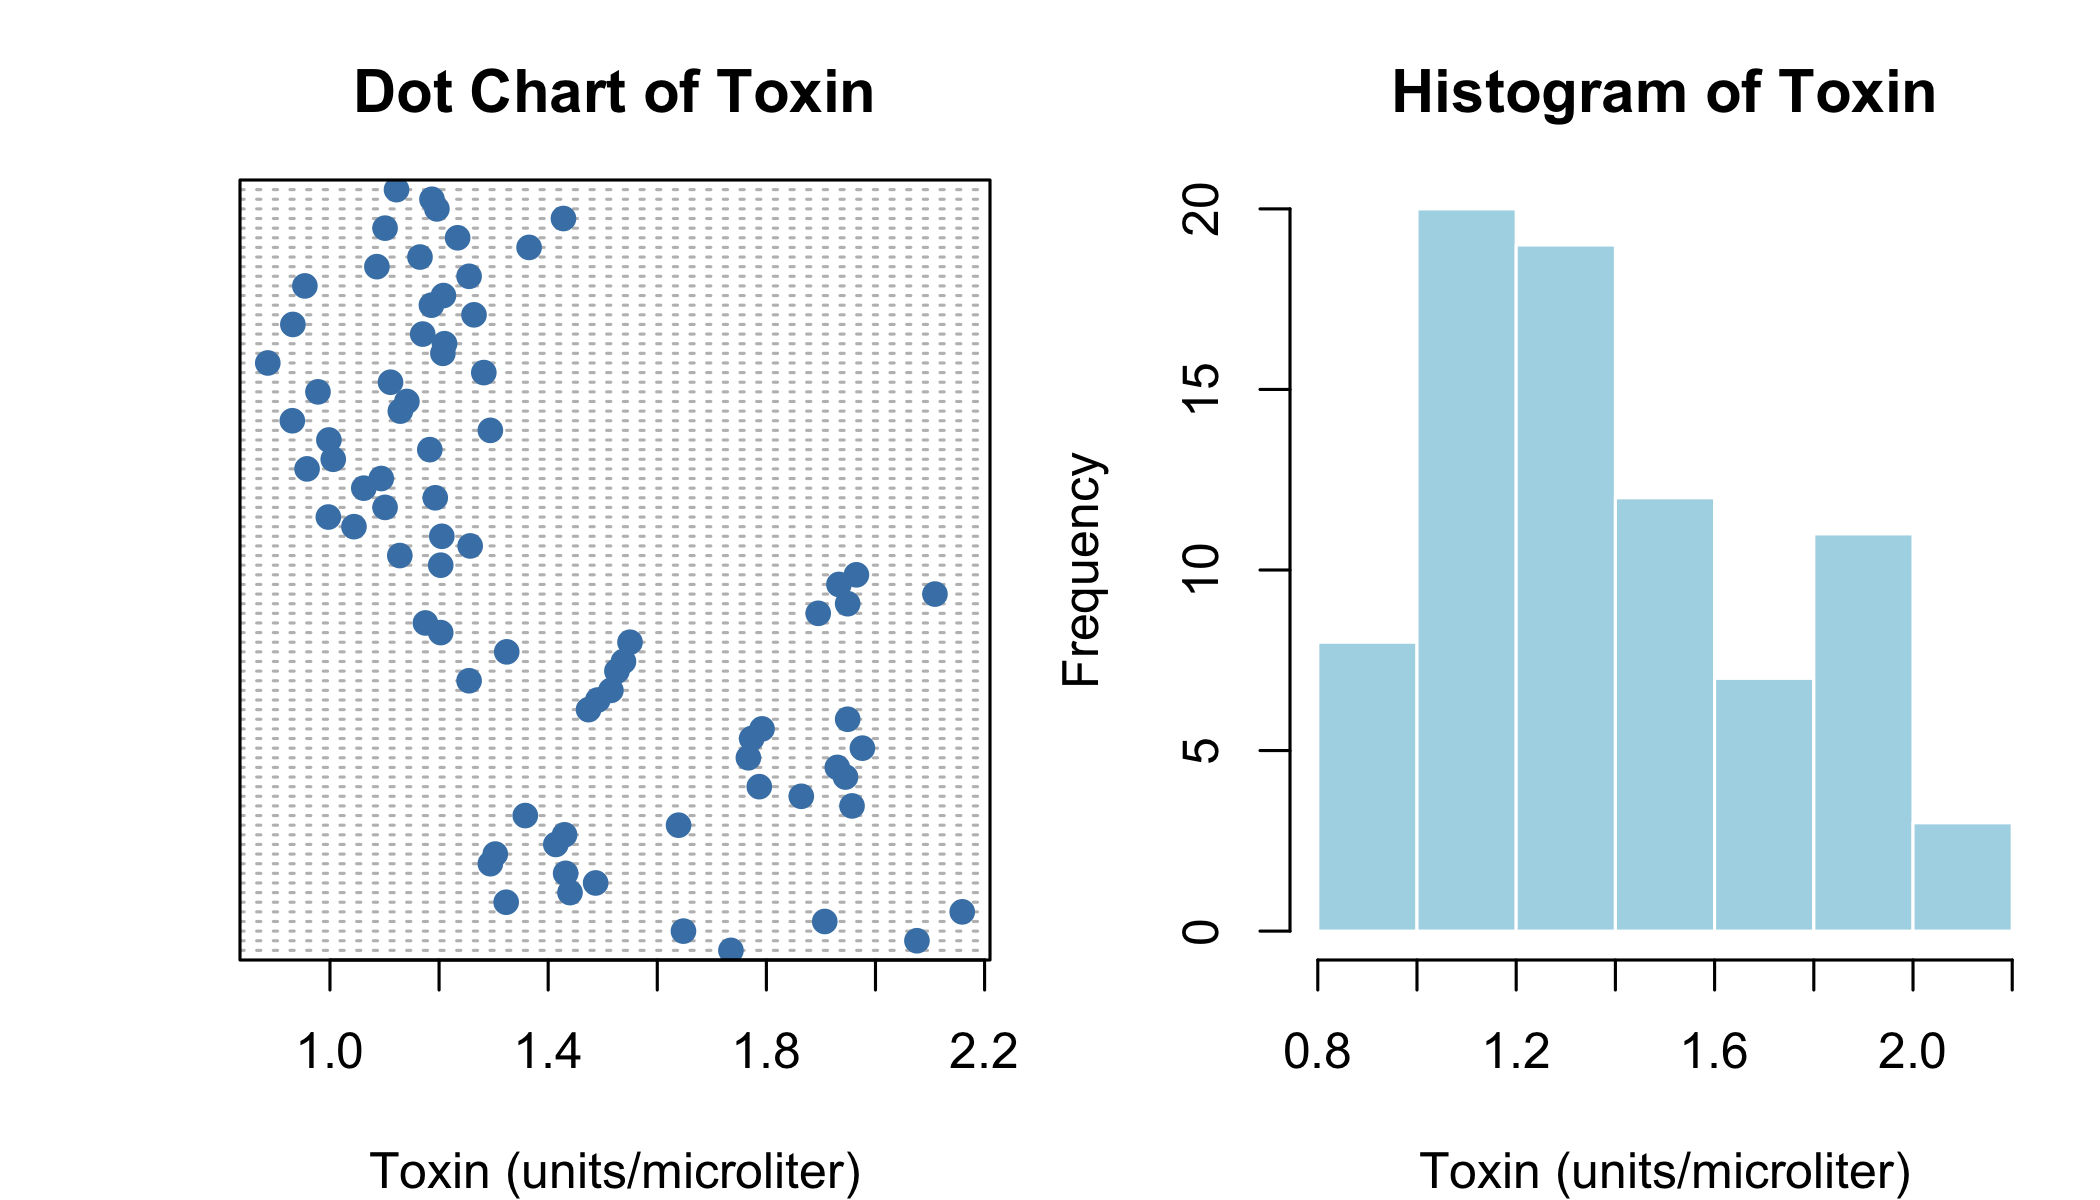 Dot Chart of Toxin
1.0 1.4 1.8 2.2
Toxin (units/microliter)
Histogram of Toxin
Frequency
20
15
10
5
0
0.8 1.2 1.6 2.0
Toxin (units/microliter)